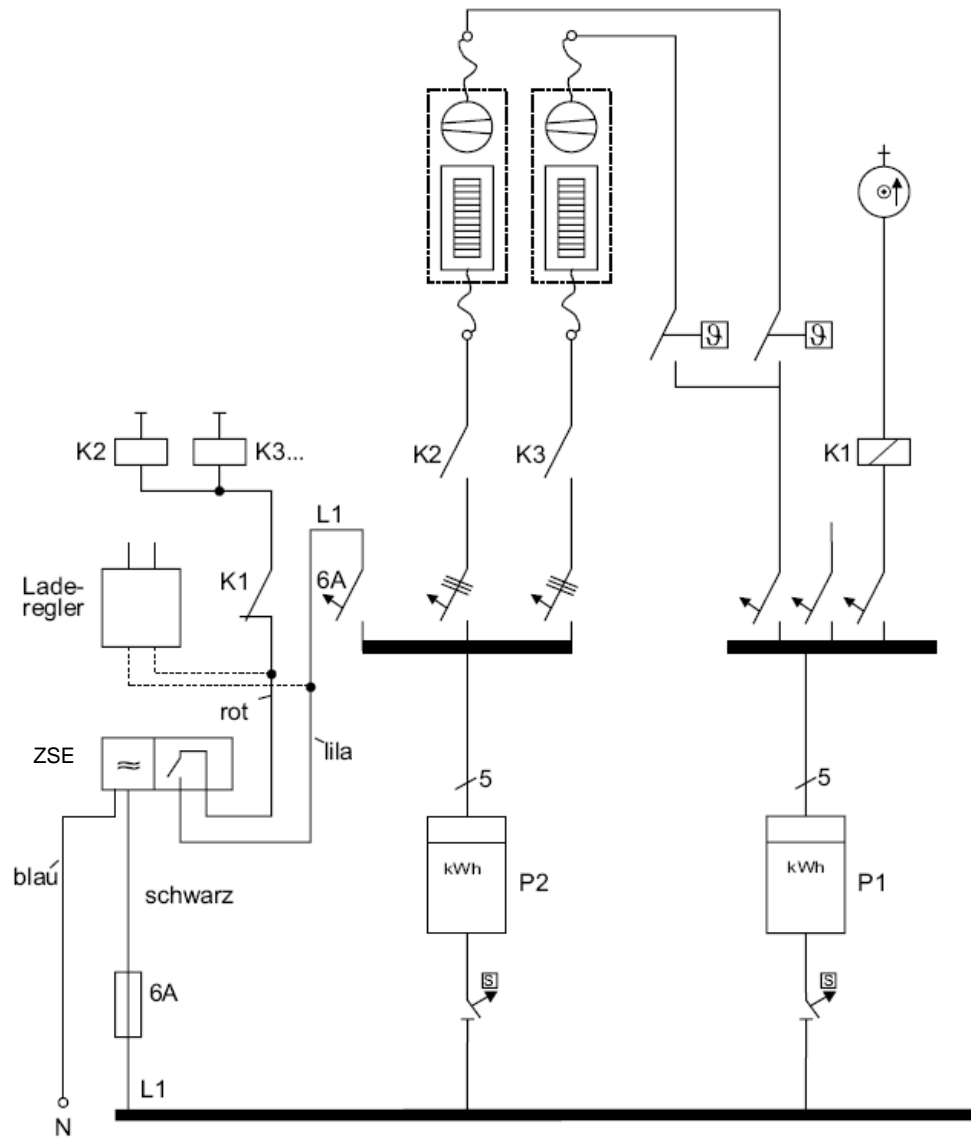 ϑ ϑ
K2 K3... K2 K3 K1
L1
Lade-
regler
K1 6A
rot
ZSE ≈ lila
5 5
blau
kWh P2 kWh P1
schwarz
S S
6A
L1
N